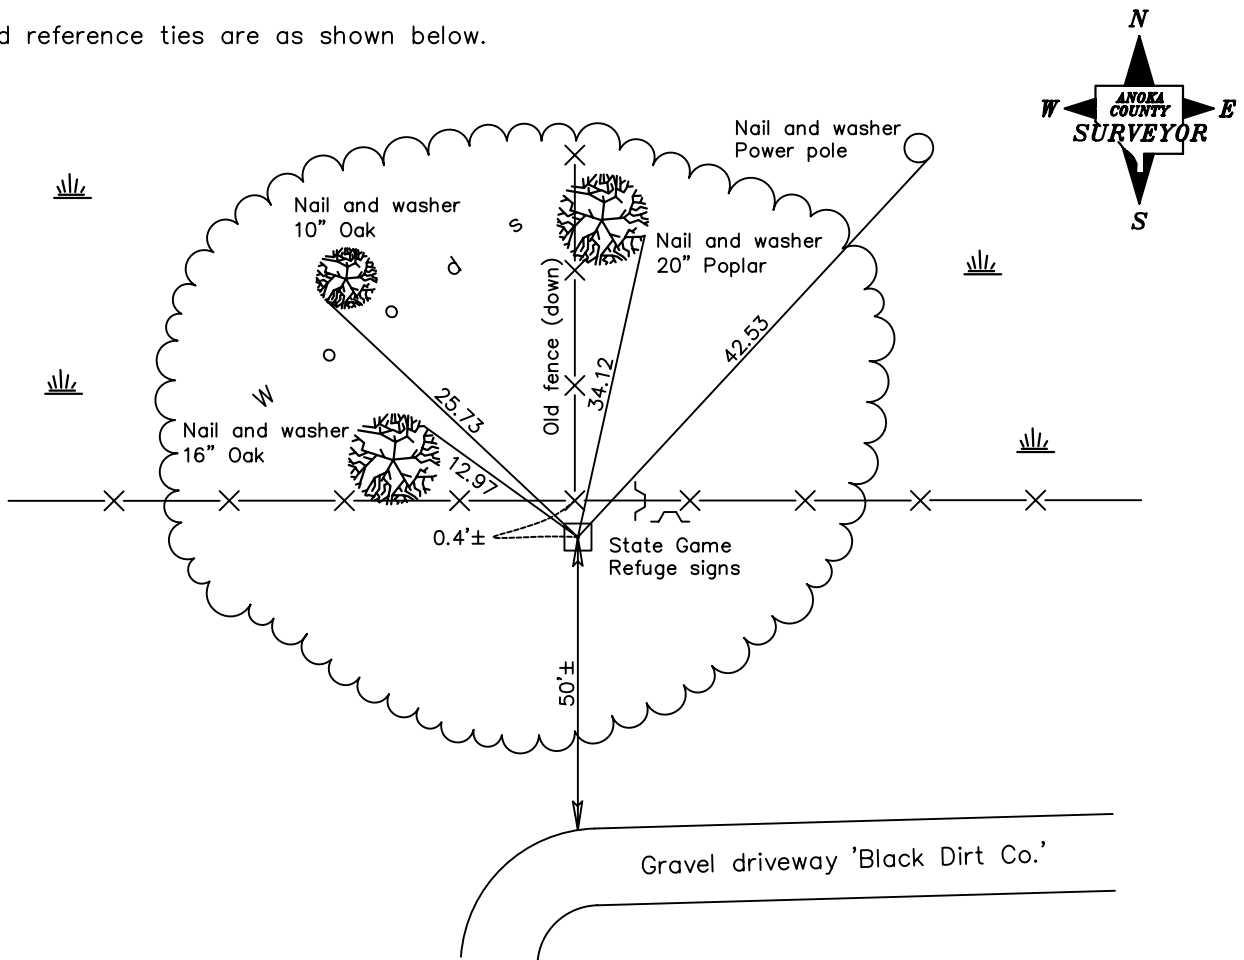 d reference ties are as shown below.
N
W
ANOKA
COUNTY
SURVEYOR
E
S
Nail and washer
Power pole
Nail and washer
10” Oak
Nail and washer
20” Poplar
W o o d s
Old fence (down)
42.53
34.12
25.73
Nail and washer
16” Oak
12.97
0.4'±
State Game
Refuge signs
50'±
Gravel driveway 'Black Dirt Co.'